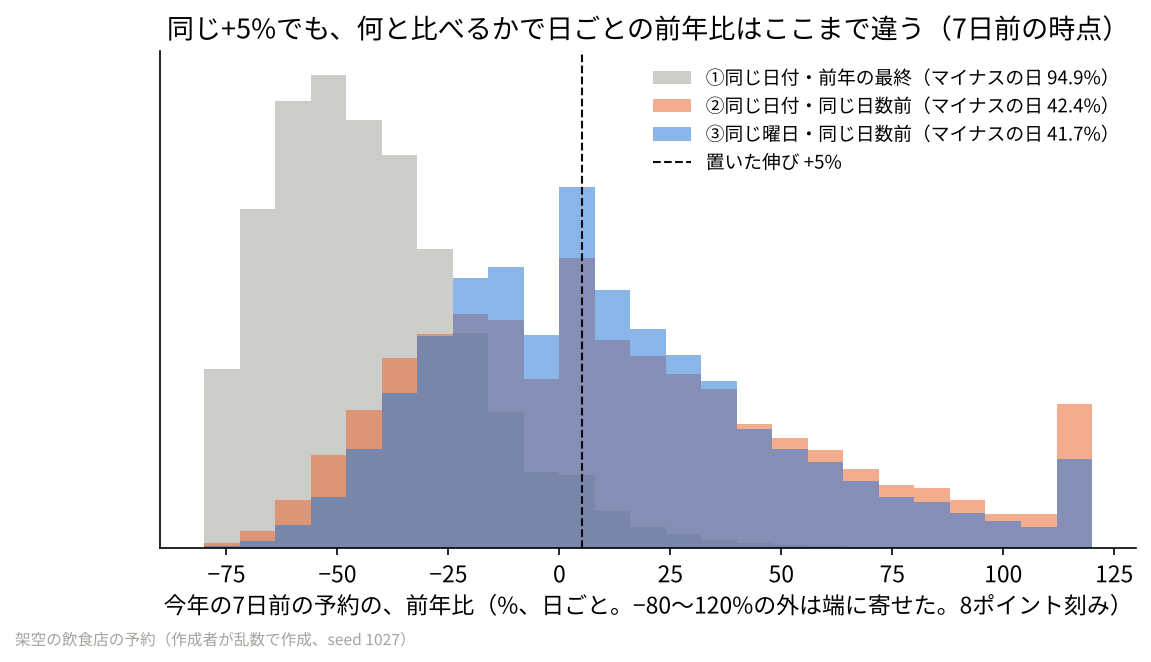 同じ+5%でも、何と比べるかで日ごとの前年比はここまで違う（7日前の時点）
①同じ日付・前年の最終（マイナスの日 94.9%）
②同じ日付・同じ日数前（マイナスの日 42.4%）
③同じ曜日・同じ日数前（マイナスの日 41.7%）
置いた伸び +5%
−75 −50 −25 0 25 50 75 100 125
今年の7日前の予約の、前年比（%、日ごと。−80〜120%の外は端に寄せた。8ポイント刻み）
架空の飲食店の予約（作成者が乱数で作成、seed 1027）